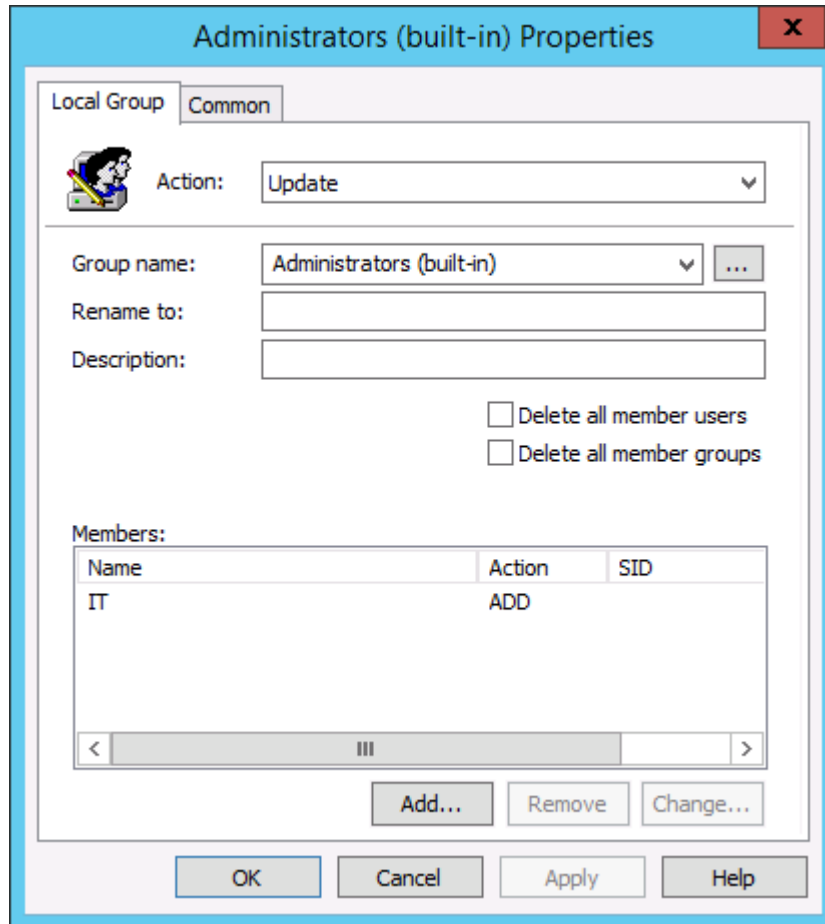 Administrators (built-in) Properties
x
Local Group Common
Action: Update
Group name: Administrators (built-in) ...
Rename to:
Description:
Delete all member users
Delete all member groups
Members:
Name Action SID
IT ADD
Add... Remove Change...
OK Cancel Apply Help